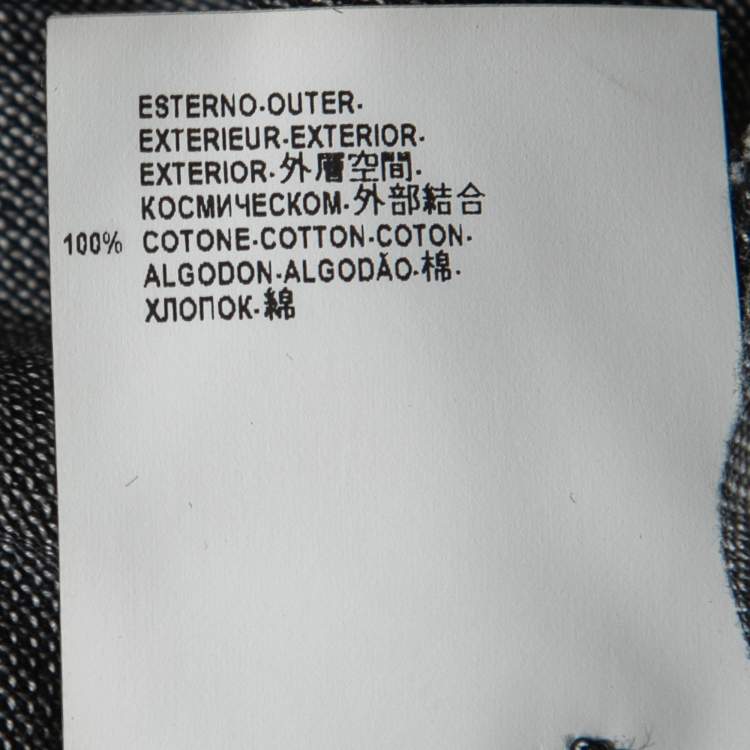 ESTERNO-OUTER-
EXTERIEUR-EXTERIOR-
EXTERIOR-外層空間-
КОСМИЧЕСКОМ-外部結合
100% COTONE-COTTON-COTON-
ALGODON-ALGODÃO-棉-
ХЛОПОК-綿